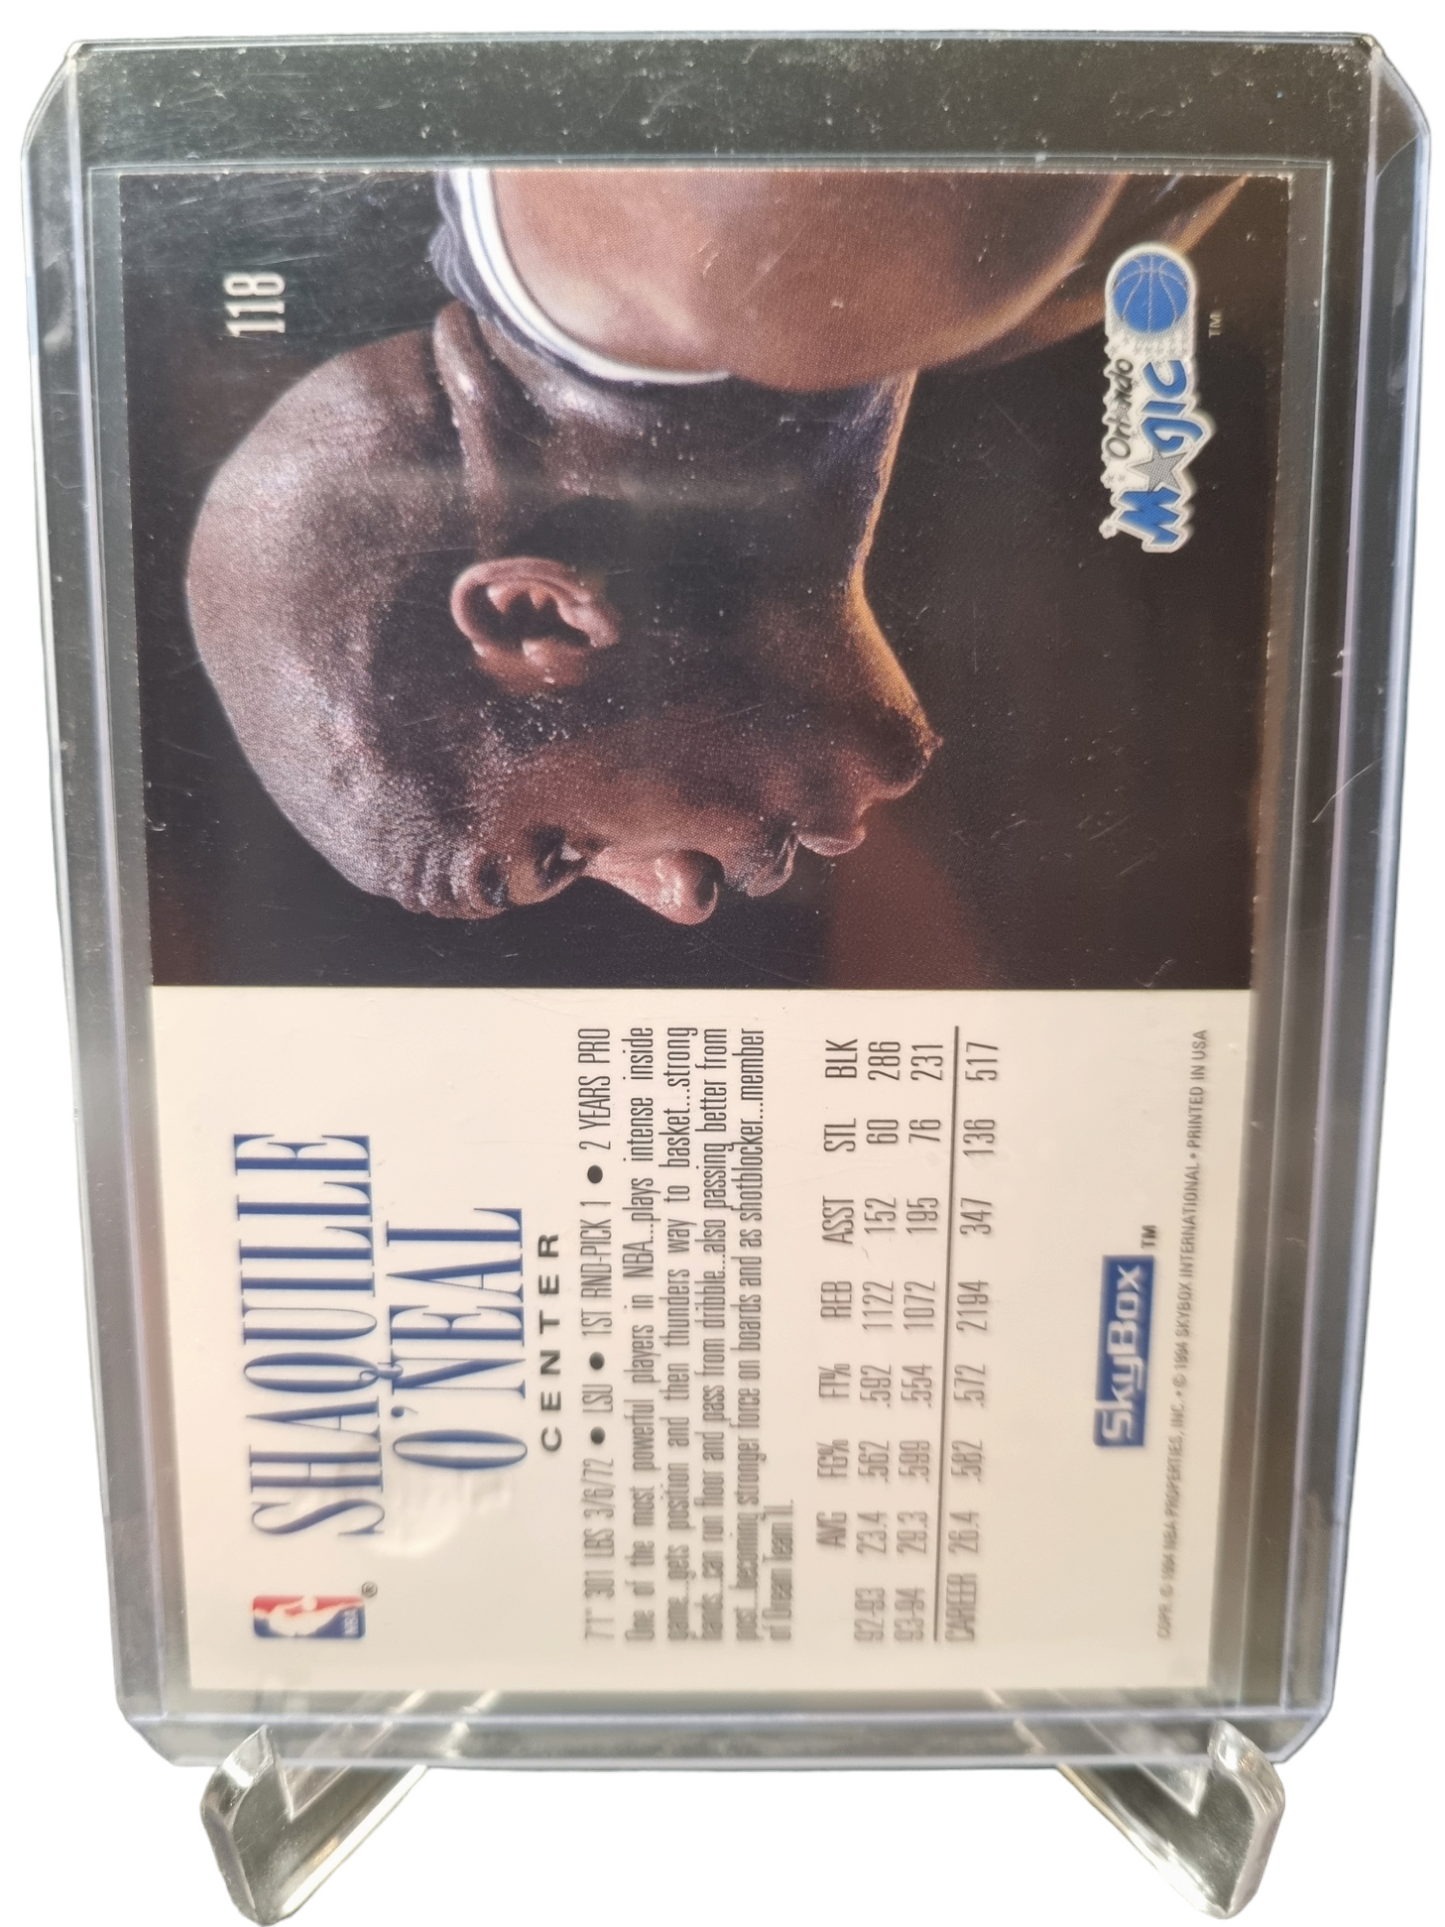 SHAQUILLE
O'NEAL
CENTER
7'1" 301 LBS 3/6/72 • LSU • 1ST RND-PICK 1 • 2 YEARS PRO
One of the most powerful players in NBA...plays intense inside
game...gets position and then thunders way to basket...strong
hands...can run floor and pass from dribble...also passing better from
post...becoming stronger force on boards and as shotblocker...member
of Dream Team II.
AVG FG% FT% REB ASST STL BLK
92-93 23.4 .562 .592 1122 152 60 286
93-94 29.3 .599 .554 1072 195 76 231
CAREER 26.4 .582 .572 2194 347 136 517
SkyBox™
COPR. © 1994 NBA PROPERTIES, INC. • © 1994 SKYBOX INTERNATIONAL • PRINTED IN USA
NBA ®
118
Orlando
MAGIC
TM